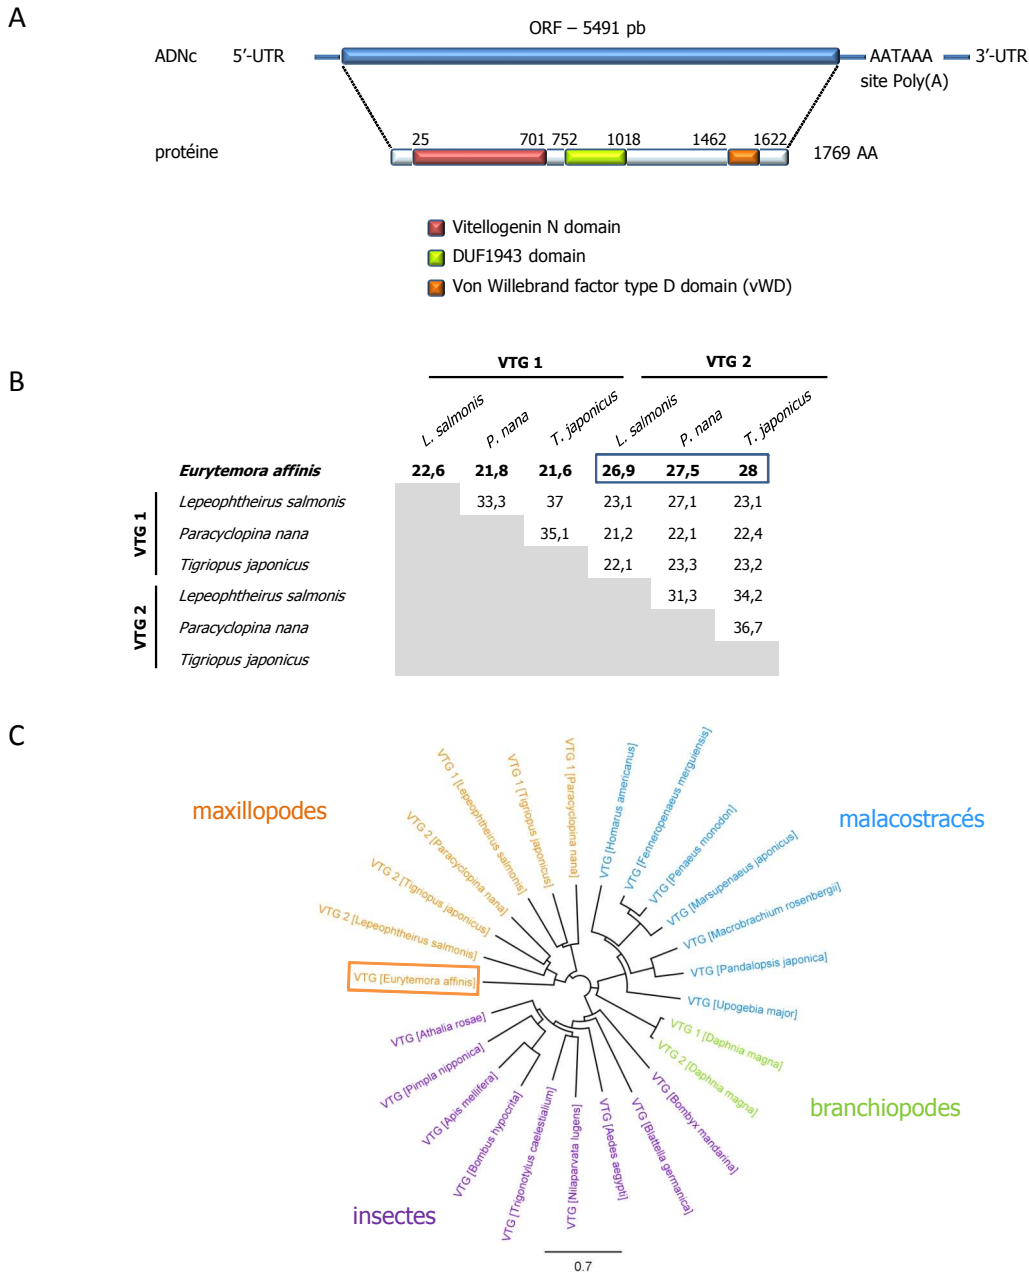 A
ORF – 5491 pb
ADNc 5′-UTR AATAAA 3′-UTR
site Poly(A)
25 701 752 1018 1462 1622
protéine 1769 AA
Vitellogenin N domain
DUF1943 domain
Von Willebrand factor type D domain (vWD)
B
VTG 1 VTG 2
L. salmonis P. nana T. japonicus L. salmonis P. nana T. japonicus
Eurytemora affinis 22,6 21,8 21,6 26,9 27,5 28
VTG 1
Lepeophtheirus salmonis 33,3 37 23,1 27,1 23,1
Paracyclopina nana 35,1 21,2 22,1 22,4
Tigriopus japonicus 22,1 23,3 23,2
VTG 2
Lepeophtheirus salmonis 31,3 34,2
Paracyclopina nana 36,7
Tigriopus japonicus
C
maxillopodes
malacostracés
branchiopodes
insectes
VTG [Eurytemora affinis]
VTG 2 [Lepeophtheirus salmonis]
VTG 2 [Tigriopus japonicus]
VTG 2 [Paracyclopina nana]
VTG 1 [Lepeophtheirus salmonis]
VTG 1 [Tigriopus japonicus]
VTG 1 [Paracyclopina nana]
VTG [Homarus americanus]
VTG [Fenneropenaeus merguiensis]
VTG [Penaeus monodon]
VTG [Marsupenaeus japonicus]
VTG [Macrobrachium rosenbergii]
VTG [Pandalopsis japonica]
VTG [Upogebia major]
VTG 1 [Daphnia magna]
VTG 2 [Daphnia magna]
VTG [Bombyx mandarina]
VTG [Blattella germanica]
VTG [Aedes aegypti]
VTG [Nilaparvata lugens]
VTG [Trigonotylus caelestialium]
VTG [Bombus hypocrita]
VTG [Apis mellifera]
VTG [Pimpla nipponica]
VTG [Athalia rosae]
0.7